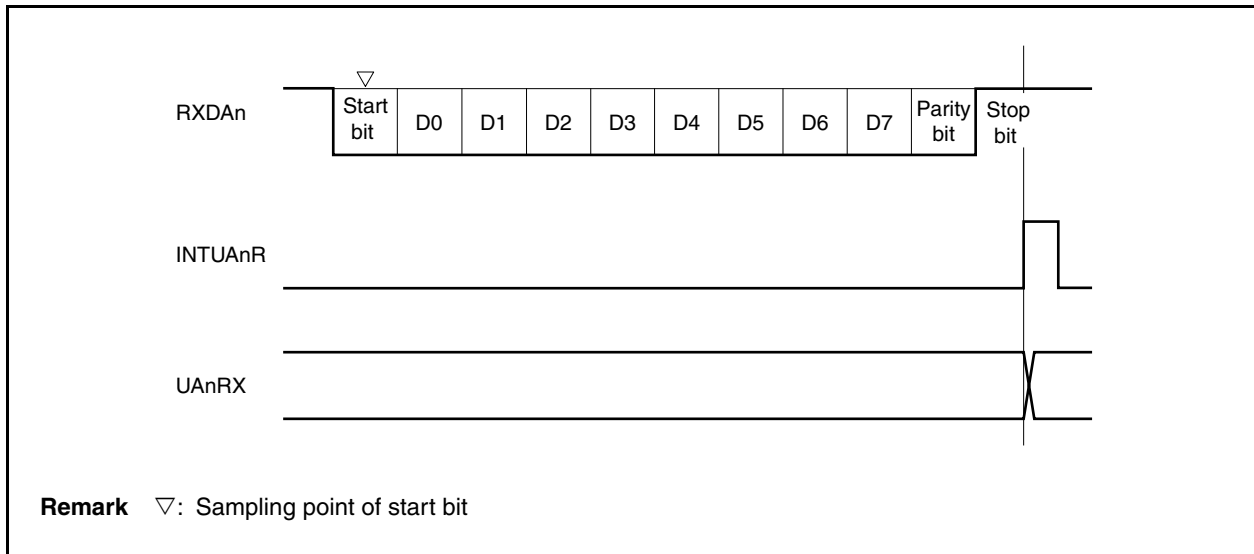 RXDAn
Start bit
D0
D1
D2
D3
D4
D5
D6
D7
Parity bit
Stop bit
INTUAnR
UAnRX
Remark ▽: Sampling point of start bit